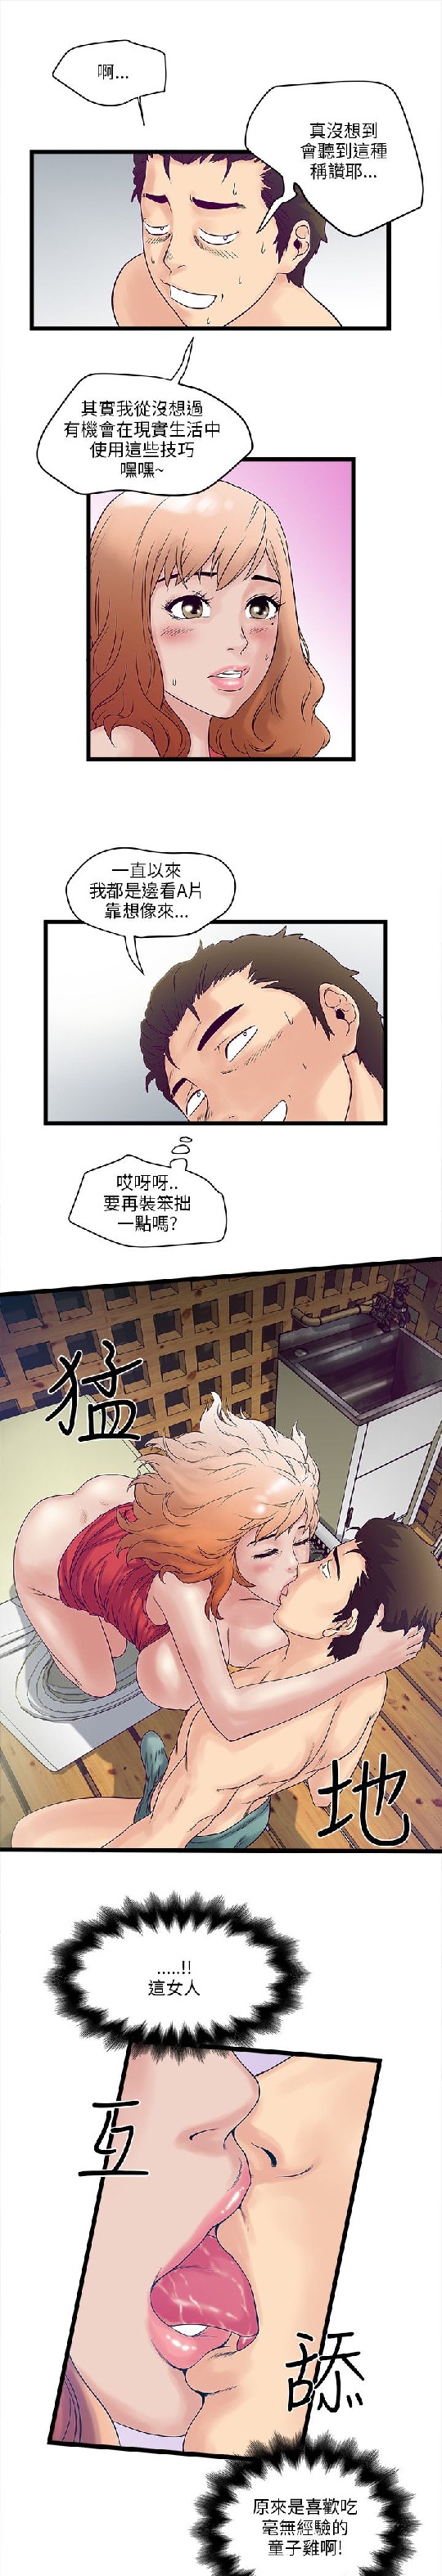 啊...
真沒想到
會聽到這種
稱讚耶...
其實我從沒想過
有機會在現實生活中
使用這些技巧
嘿嘿~
一直以來
我都是邊看A片
靠想像來...
哎呀呀..
要再裝笨拙
一點嗎?
猛
地
.....!!
這女人
互
舔
原來是喜歡吃
毫無經驗的
童子雞啊!